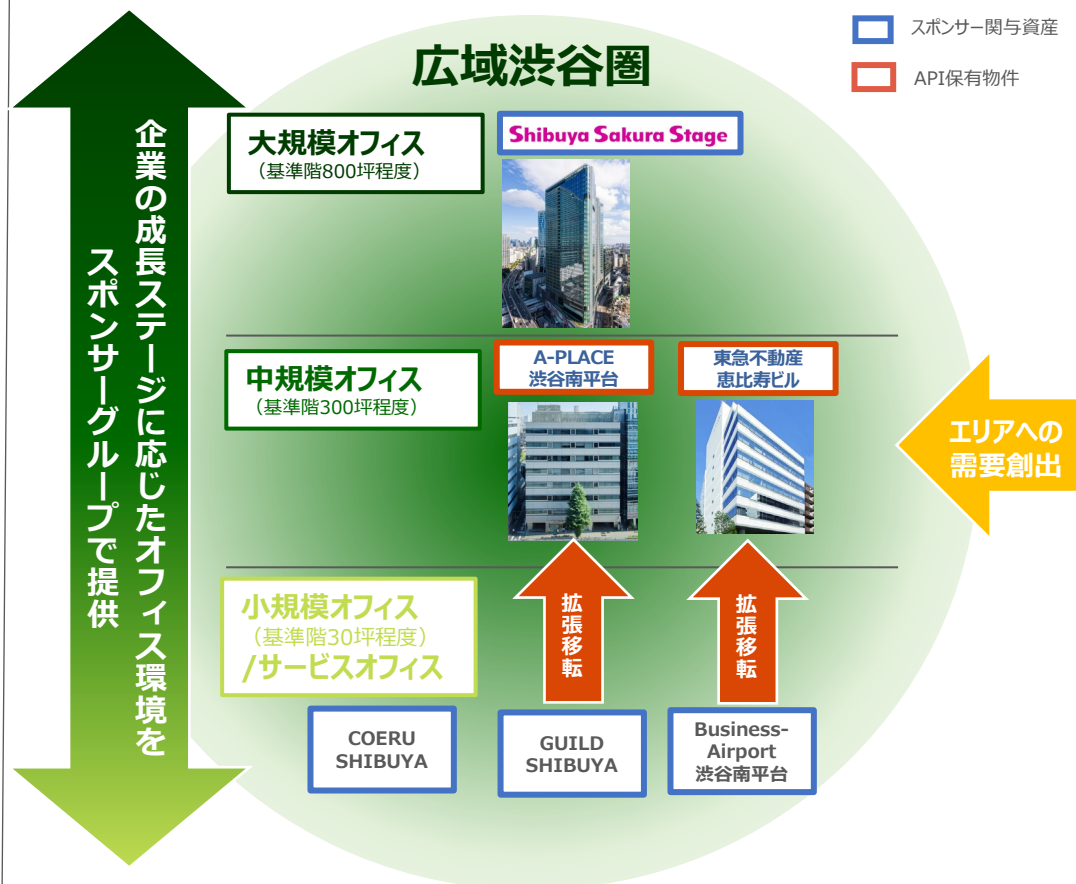 スポンサー関与資産
API保有物件
広域渋谷圏
企業の成長ステージに応じたオフィス環境を
スポンサーグループで提供
大規模オフィス
（基準階800坪程度）
Shibuya Sakura Stage
中規模オフィス
（基準階300坪程度）
A-PLACE
渋谷南平台
東急不動産
恵比寿ビル
エリアへの
需要創出
小規模オフィス
（基準階30坪程度）
/サービスオフィス
拡張移転
拡張移転
COERU
SHIBUYA
GUILD
SHIBUYA
Business-
Airport
渋谷南平台